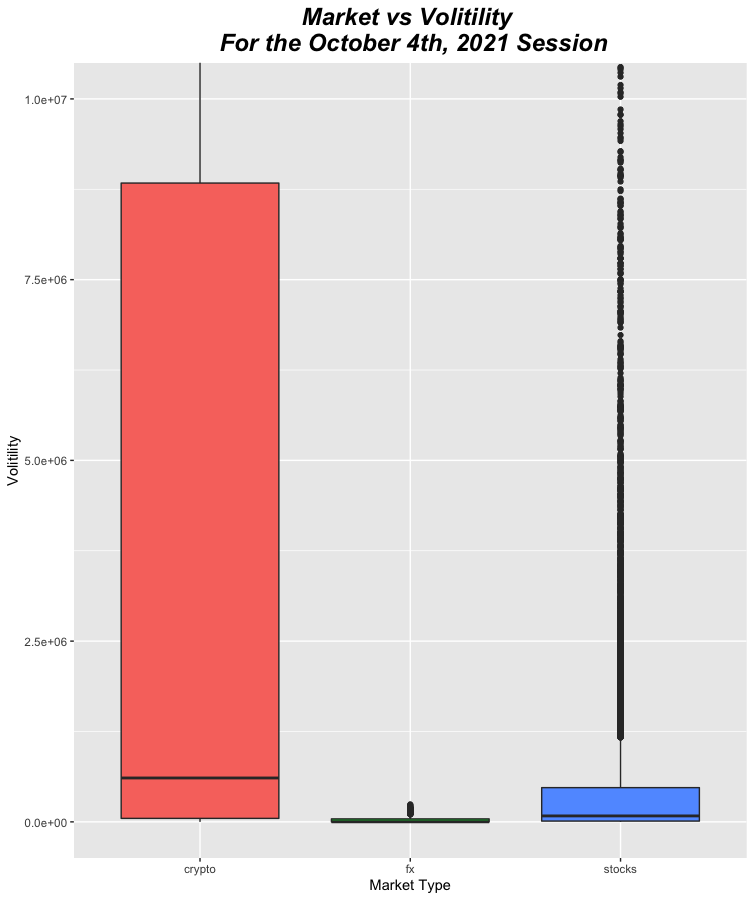 Market vs Volitility
For the October 4th, 2021 Session
1.0e+07
7.5e+06
5.0e+06
2.5e+06
0.0e+00
Volitility
crypto
fx
stocks
Market Type